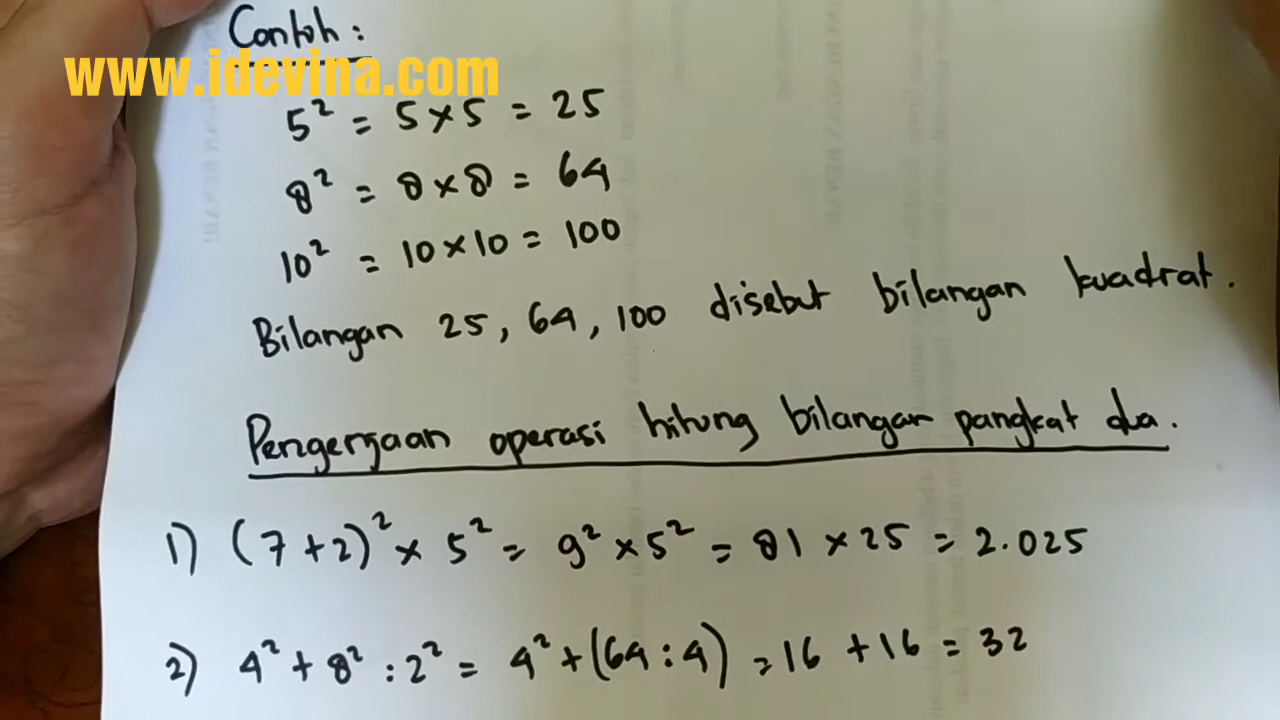 Contoh :
www.idevina.com
5² = 5 × 5 = 25
8² = 8 × 8 = 64
10² = 10 × 10 = 100
Bilangan 25, 64, 100 disebut bilangan kuadrat.
Pengerjaan operasi hitung bilangan pangkat dua.
1) (7 + 2)² × 5² = 9² × 5² = 81 × 25 = 2.025
2) 4² + 8² : 2² = 4² + (64 : 4) = 16 + 16 = 32